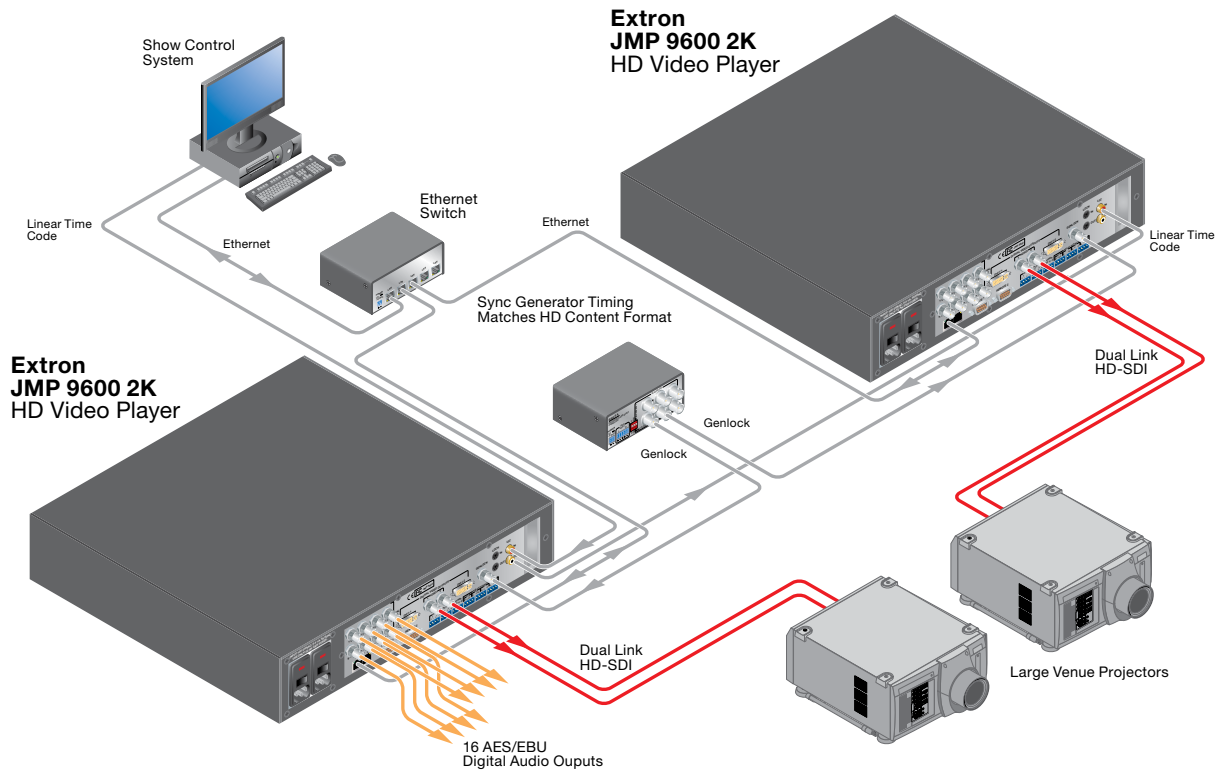 Extron
JMP 9600 2K
HD Video Player
Show Control
System
Ethernet
Switch
Linear Time
Code
Ethernet
Ethernet
Linear Time
Code
Sync Generator Timing
Matches HD Content Format
Dual Link
HD-SDI
Extron
JMP 9600 2K
HD Video Player
Genlock
Genlock
Dual Link
HD-SDI
Large Venue Projectors
16 AES/EBU
Digital Audio Ouputs